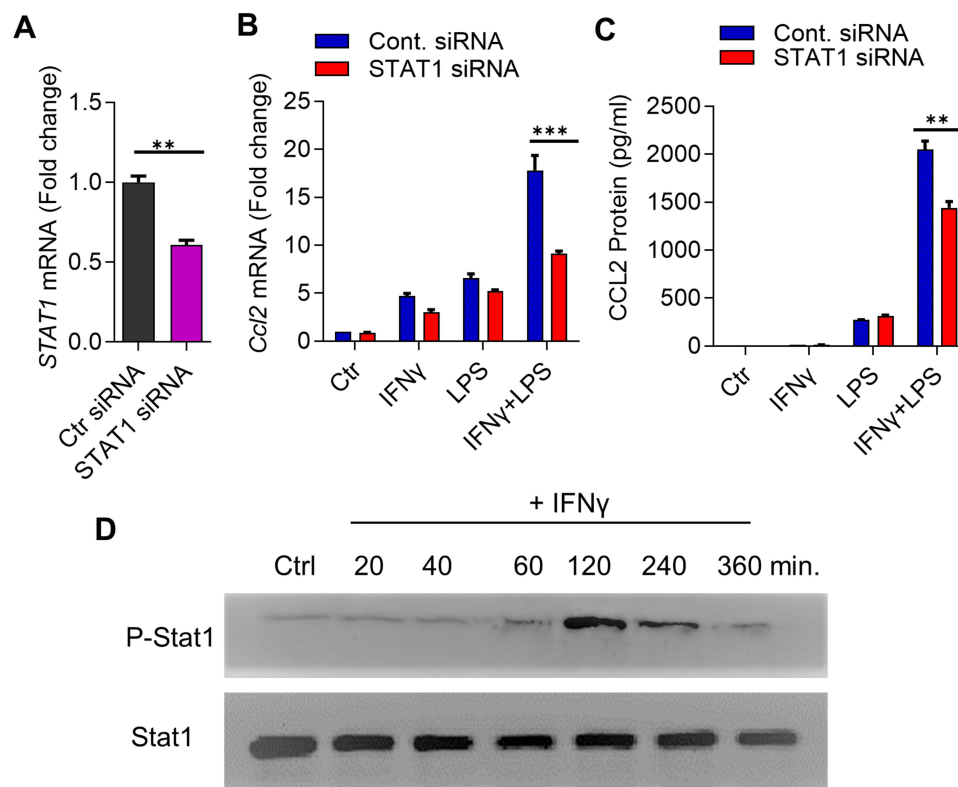 A
STAT1 mRNA (Fold change)
1.5
1.0
0.5
0.0
**
Ctr siRNA
STAT1 siRNA
B
Cont. siRNA
STAT1 siRNA
Ccl2 mRNA (Fold change)
25
20
15
10
5
0
***
Ctr
IFNγ
LPS
IFNγ+LPS
C
Cont. siRNA
STAT1 siRNA
CCL2 Protein (pg/ml)
2500
2000
1500
1000
500
0
**
Ctr
IFNγ
LPS
IFNγ+LPS
D
+ IFNγ
Ctrl 20 40 60 120 240 360 min.
P-Stat1
Stat1